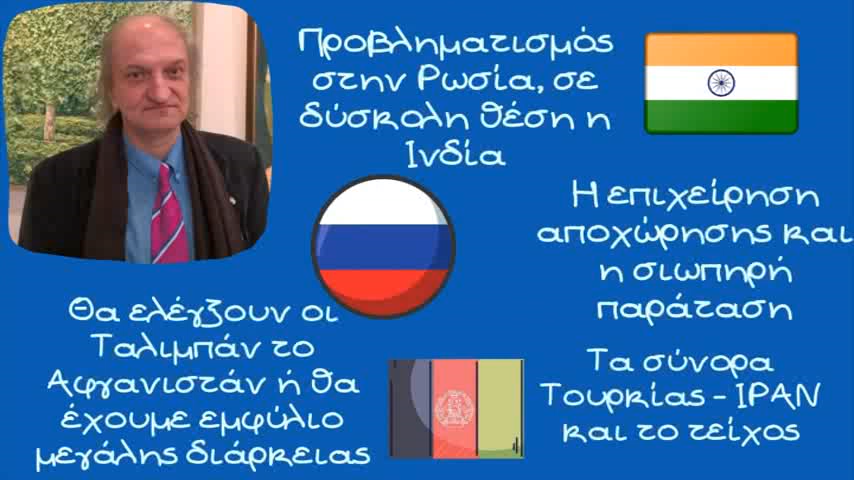 Προβληματισμός
στην Ρωσία, σε
δύσκολη θέση η
Ινδία
Η επιχείρηση
αποχώρησης και
η σιωπηρή
παράταση
Θα ελέγξουν οι
Ταλιμπάν το
Αφγανιστάν ή θα
έχουμε εμφύλιο
μεγάλης διάρκειας
Τα σύνορα
Τουρκίας - ΙΡΑΝ
και το τείχος